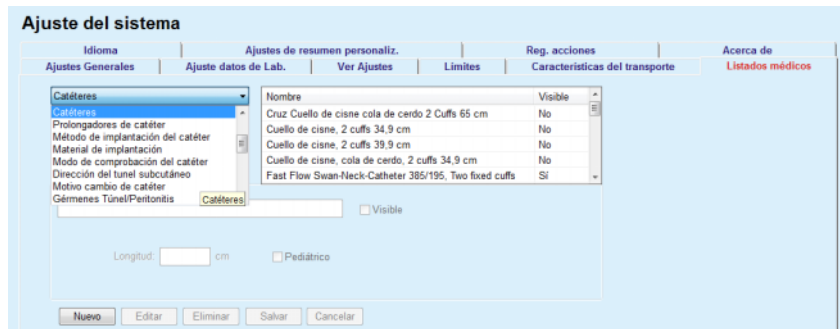 Ajuste del sistema
Idioma Ajustes de resumen personaliz. Reg. acciones Acerca de
Ajustes Generales Ajuste datos de Lab. Ver Ajustes Límites Características del transporte Listados médicos
Catéteres
Catéteres
Prolongadores de catéter
Método de implantación del catéter
Material de implantación
Modo de comprobación del catéter
Dirección del tunel subcutáneo
Motivo cambio de catéter
Gérmenes Túnel/Peritonitis
Catéteres
Nombre Visible
Cruz Cuello de cisne cola de cerdo 2 Cuffs 65 cm No
Cuello de cisne, 2 cuffs 34,9 cm No
Cuello de cisne, 2 cuffs 39,9 cm No
Cuello de cisne, cola de cerdo, 2 cuffs 34,9 cm No
Fast Flow Swan-Neck-Catheter 385/195, Two fixed cuffs Sí
Visible
Longitud: cm Pediátrico
Nuevo Editar Eliminar Salvar Cancelar